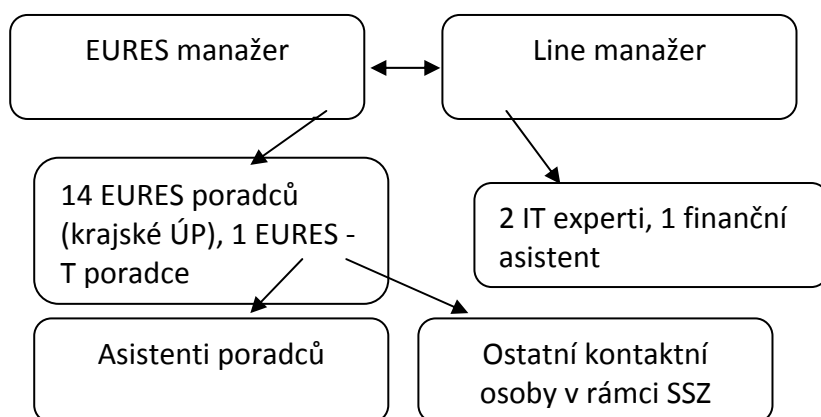 EURES manažer
Line manažer
14 EURES poradců
(krajské ÚP), 1 EURES -
T poradce
2 IT experti, 1 finanční
asistent
Asistenti poradců
Ostatní kontaktní
osoby v rámci SSZ